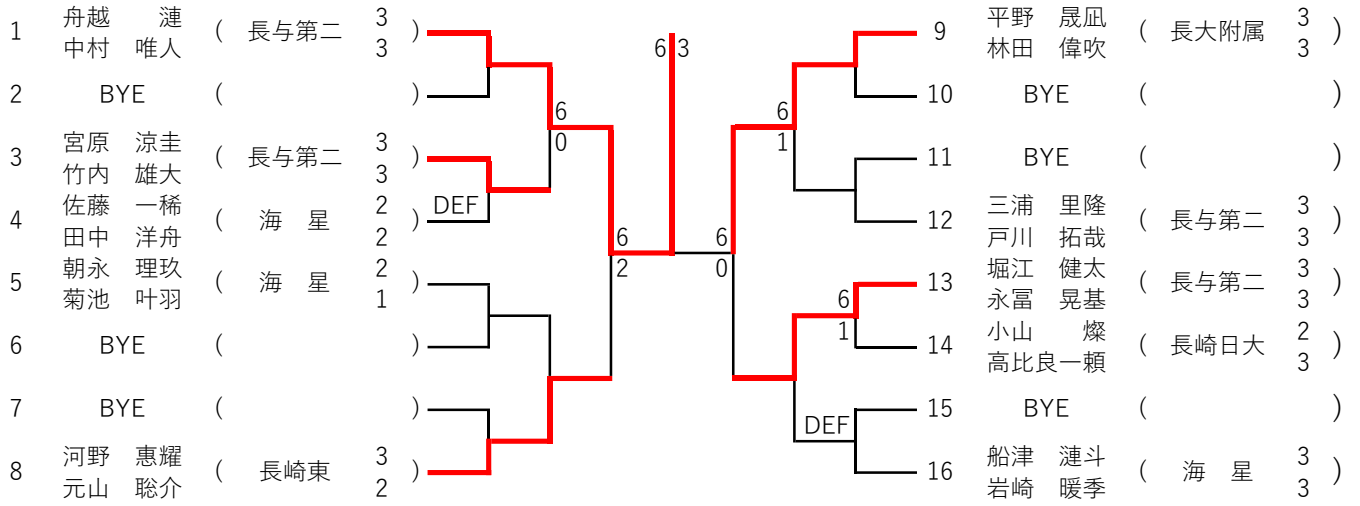 1 舟越　漣 ( 長与第二 3 )
中村　唯人 3
2 BYE ( )
3 宮原　涼圭 ( 長与第二 3 )
竹内　雄大 3
4 佐藤　一稀 ( 海　星 2 ) DEF
田中　洋舟 2
5 朝永　理玖 ( 海　星 2 )
菊池　叶羽 1
6 BYE ( )
7 BYE ( )
8 河野　惠耀 ( 長崎東 3 )
元山　聡介 2
6 0
6 2
6 3
6 0
6 1
6 1
DEF
9 平野　晟凪 ( 長大附属 3 )
林田　偉吹 3
10 BYE ( )
11 BYE ( )
12 三浦　里隆 ( 長与第二 3 )
戸川　拓哉 3
13 堀江　健太 ( 長与第二 3 )
永冨　晃基 3
14 小山　燦 ( 長崎日大 2 )
高比良一頼 3
15 BYE ( )
16 船津　漣斗 ( 海　星 3 )
岩崎　暖季 3